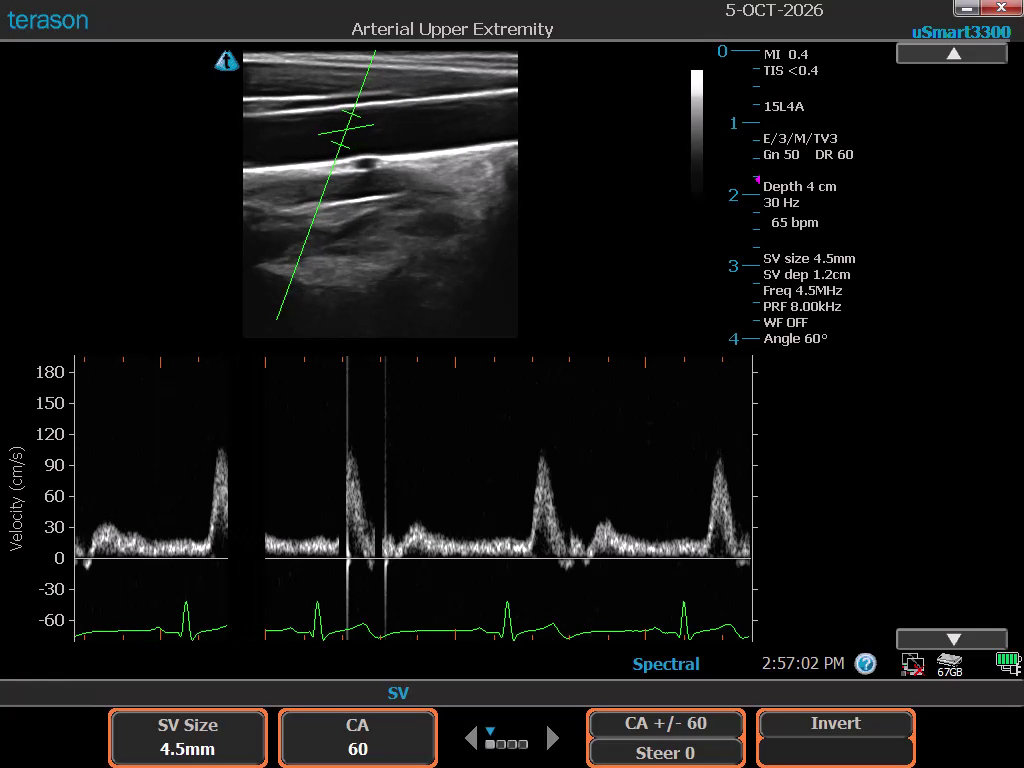 5-OCT-2026
terason
Arterial Upper Extremity
uSmart3300
t
0
1
2
3
4
MI 0.4
TIS <0.4
15L4A
E/3/M/TV3
Gn 50 DR 60
Depth 4 cm
30 Hz
65 bpm
SV size 4.5mm
SV dep 1.2cm
Freq 4.5MHz
PRF 8.00kHz
WF OFF
Angle 60°
Velocity (cm/s)
180
150
120
90
60
30
0
-30
-60
Spectral
2:57:02 PM
?
67GB
SV
SV Size
4.5mm
CA
60
CA +/- 60
Steer 0
Invert